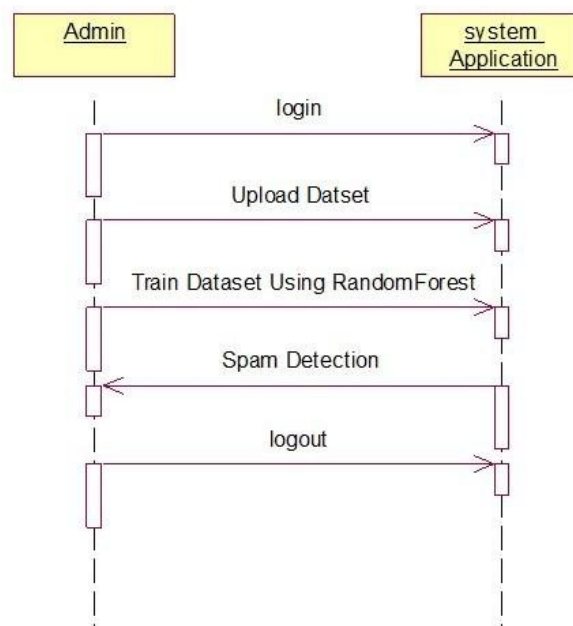 Admin
system
Application
login
Upload Datset
Train Dataset Using RandomForest
Spam Detection
logout